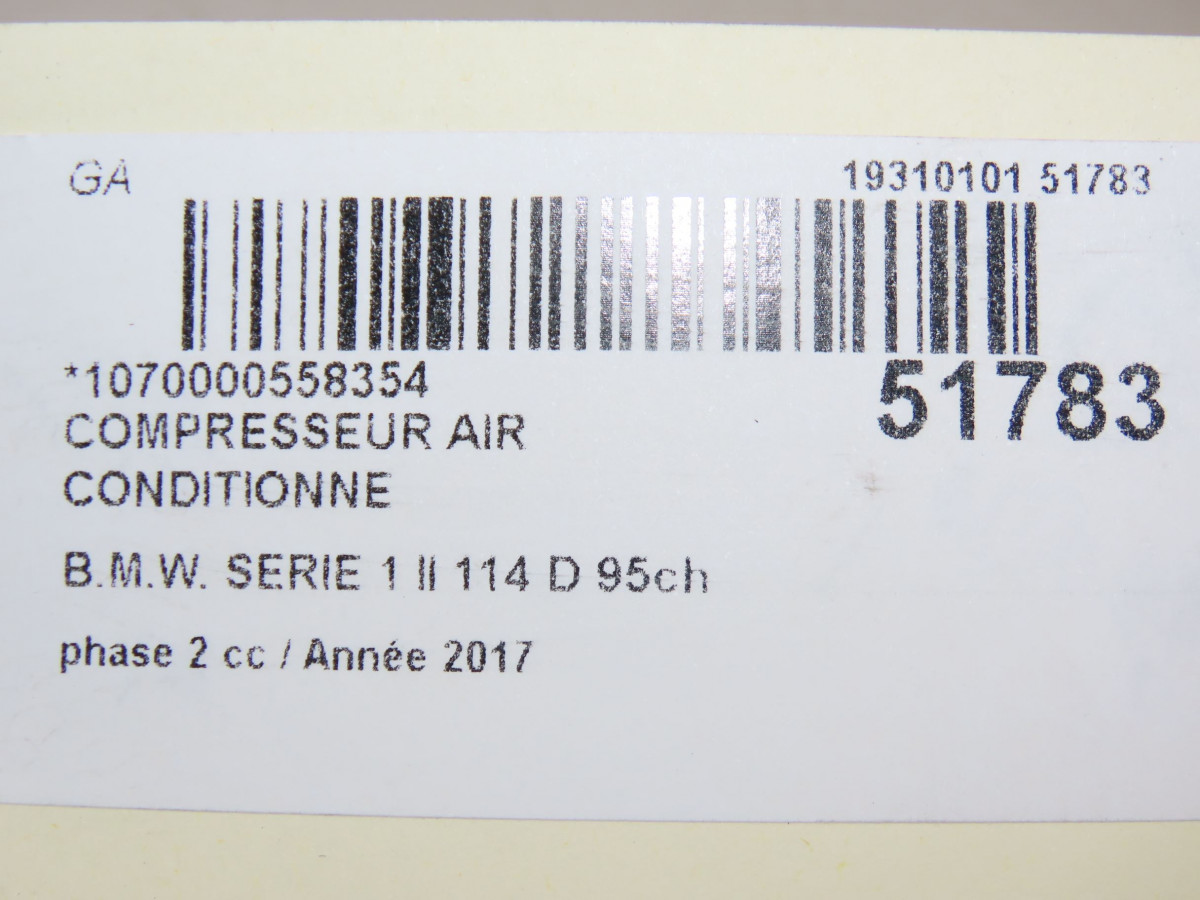 GA
19310101 51783
*1070000558354
51783
COMPRESSEUR AIR
CONDITIONNE
B.M.W. SERIE 1 II 114 D 95ch
phase 2 cc / Année 2017